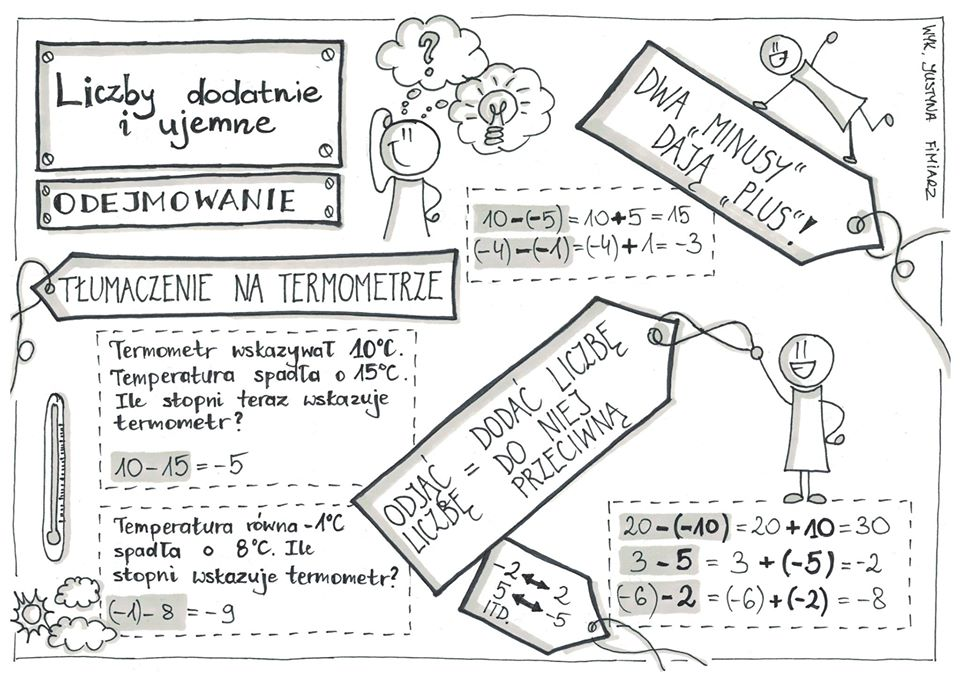 Liczby dodatnie
i ujemne
ODEJMOWANIE
?
DWA „MINUSY"
DAJĄ „PLUS"!
WYK. JUSTYNA FIMIARZ
10-(-5)=10+5=15
(-4)-(-1)=(-4)+1=-3
TŁUMACZENIE NA TERMOMETRZE
Termometr wskazywał 10°C.
Temperatura spadła o 15°C.
Ile stopni teraz wskazuje
termometr?
10-15=-5
Temperatura równa -1°C
spadła o 8°C. Ile
stopni wskazuje termometr?
(-1)-8=-9
ODJĄĆ = DODAĆ LICZBĘ
LICZBĘ DO NIEJ
PRZECIWNĄ
-2 ↔ 2
5 ↔ -5
ITD.
20-(-10)=20+10=30
3-5=3+(-5)=-2
(-6)-2=(-6)+(-2)=-8